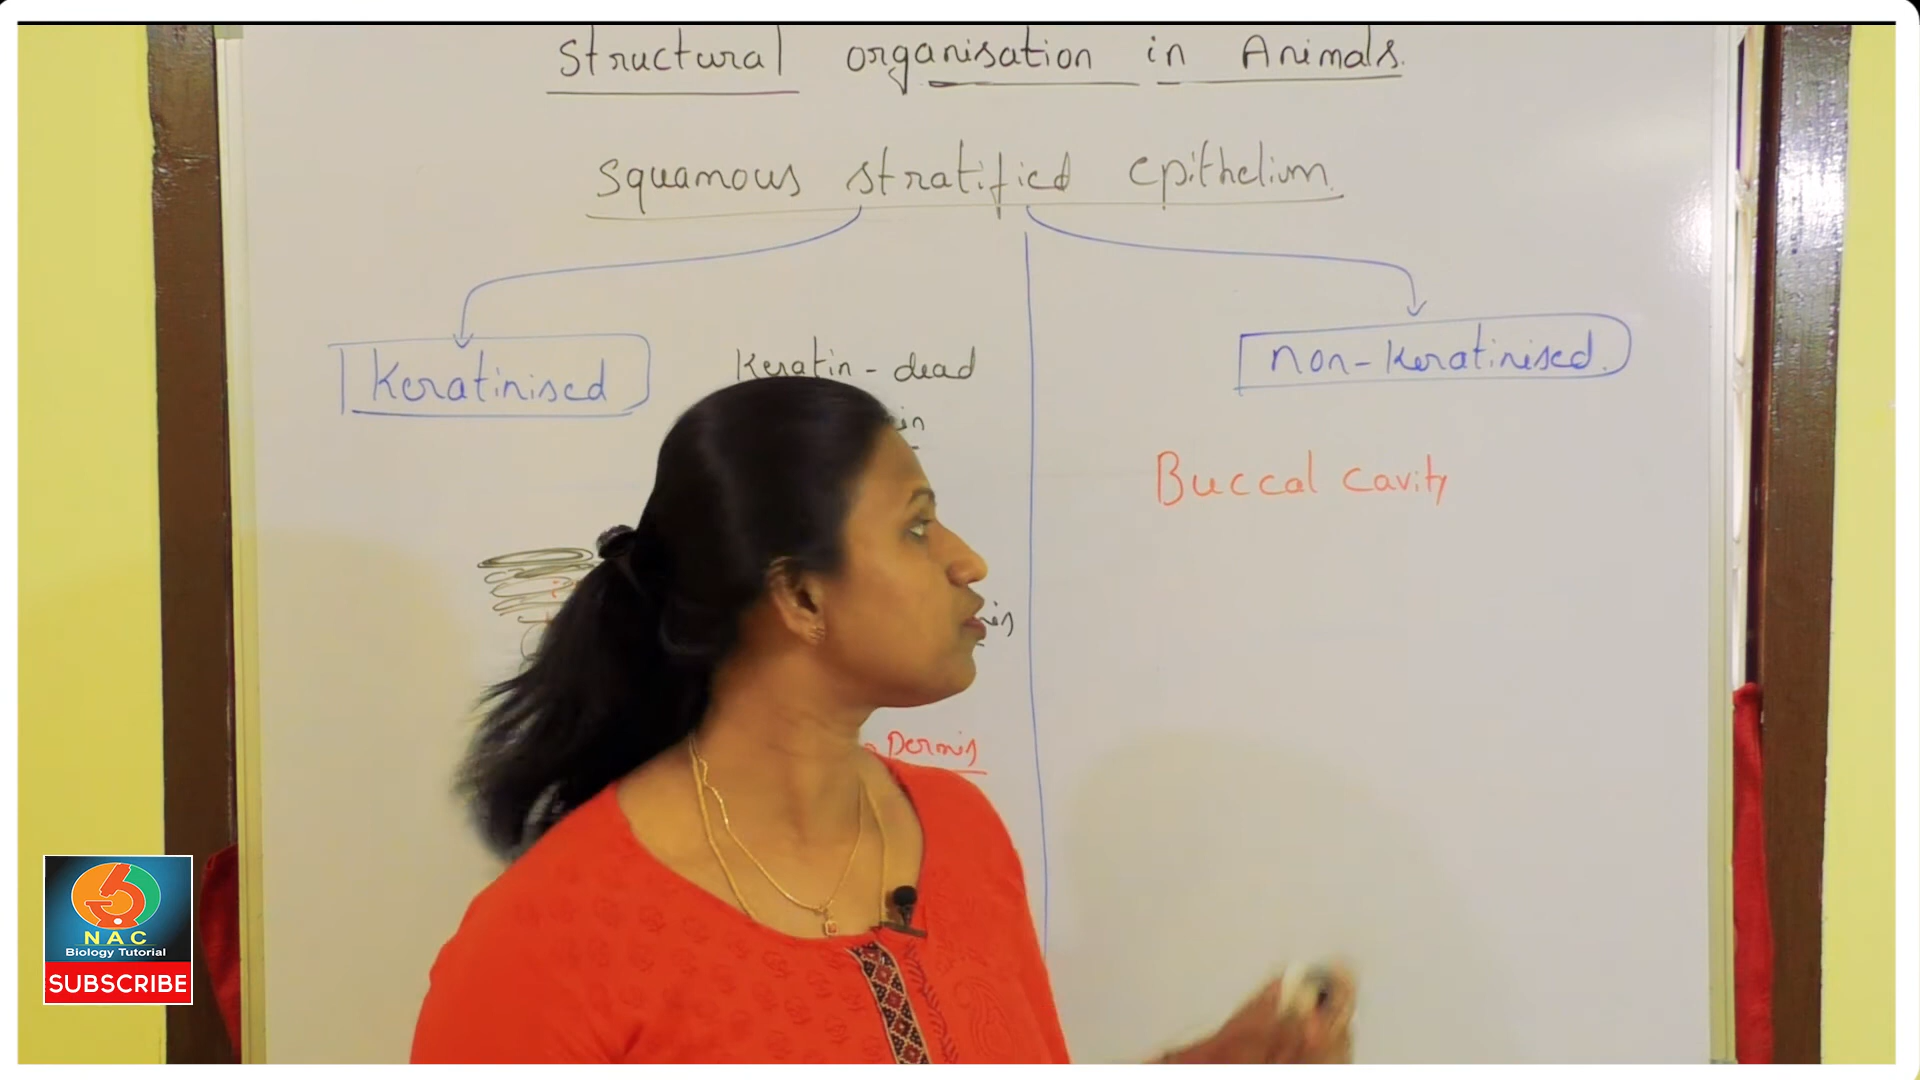 Structural organisation in Animals.
Squamous stratified epithelium.
Keratinised
Keratin - dead
non-keratinised.
Buccal cavity
Dermis
NAC
Biology Tutorial
SUBSCRIBE